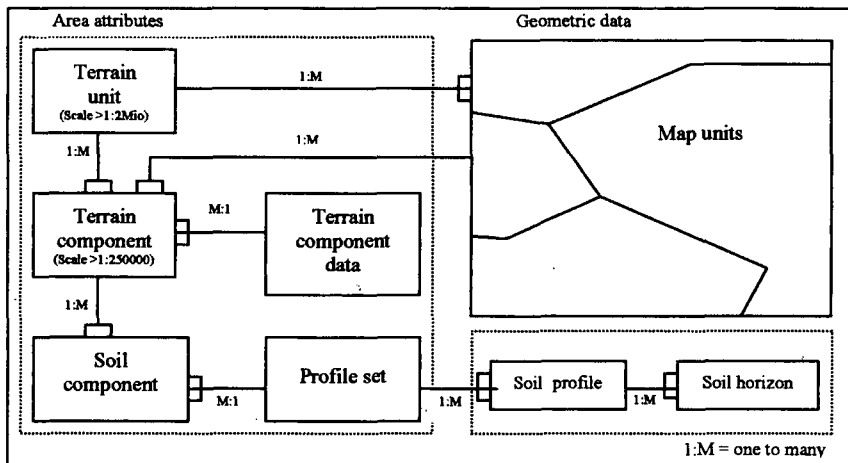 Area attributes
Geometric data
Terrain
unit
(Scale >1:2Mio)
1:M
Map units
1:M
1:M
Terrain
component
(Scale >1:250000)
M:1
Terrain
component
data
1:M
Soil
component
M:1
Profile set
1:M
Soil profile
1:M
Soil horizon
1:M = one to many